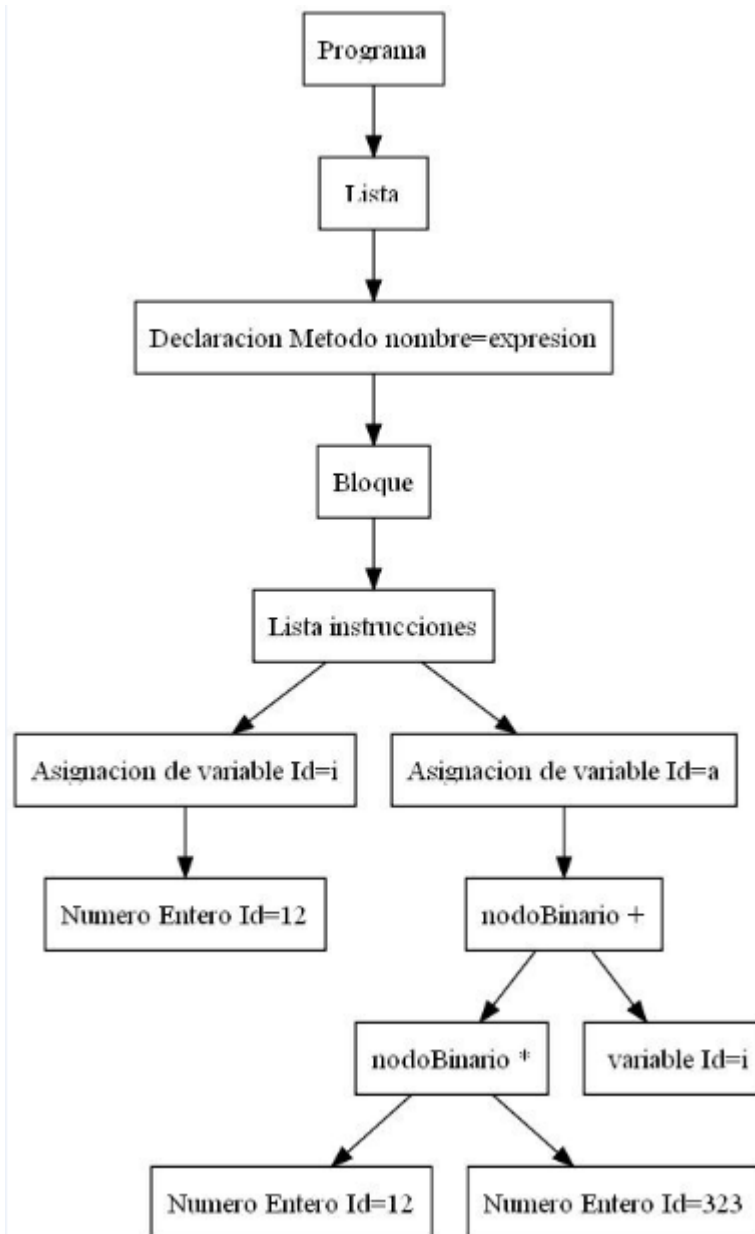 Programa
Lista
Declaracion Metodo nombre=expresion
Bloque
Lista instrucciones
Asignacion de variable Id=i
Asignacion de variable Id=a
Numero Entero Id=12
nodoBinario +
nodoBinario *
variable Id=i
Numero Entero Id=12
Numero Entero Id=323